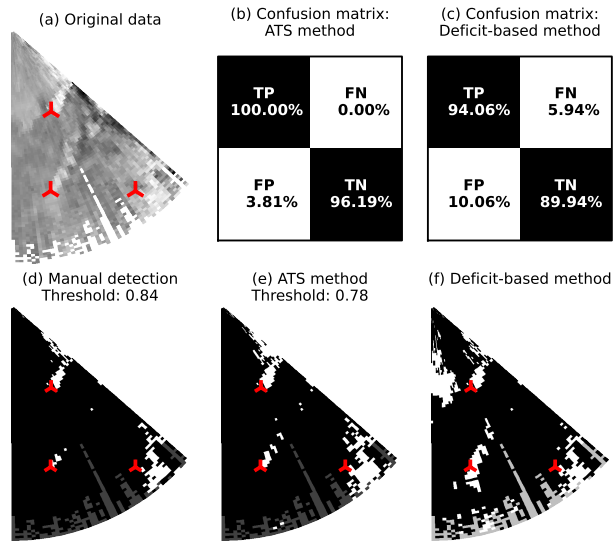 (a) Original data
(b) Confusion matrix:
ATS method
(c) Confusion matrix:
Deficit-based method
TP
100.00%
FN
0.00%
FP
3.81%
TN
96.19%
TP
94.06%
FN
5.94%
FP
10.06%
TN
89.94%
(d) Manual detection
Threshold: 0.84
(e) ATS method
Threshold: 0.78
(f) Deficit-based method